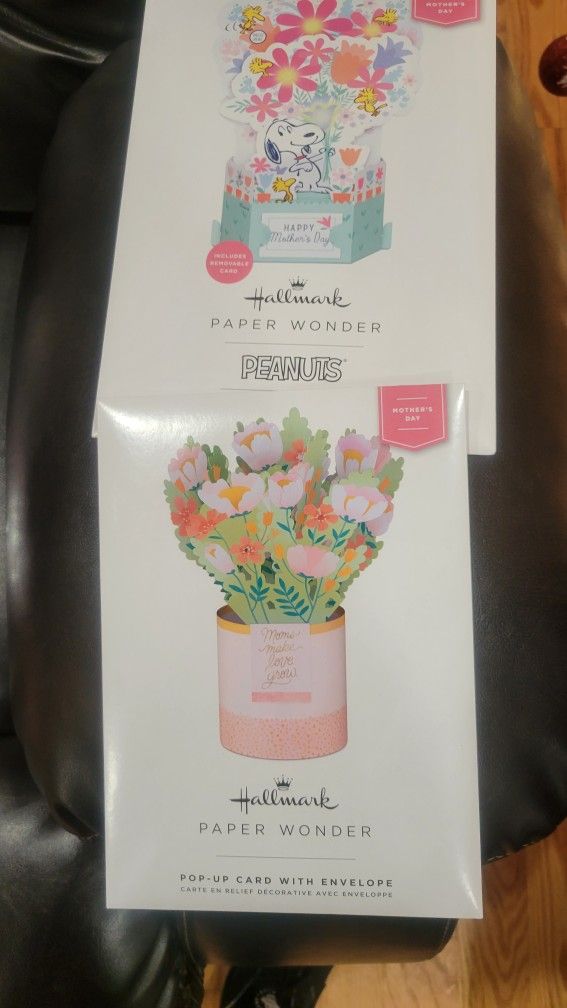 MOTHER'S
DAY
HAPPY
Mother's Day
INCLUDES
REMOVABLE
CARD
Hallmark
PAPER WONDER
PEANUTS
MOTHER'S
DAY
Moms
make
love
grow.
Hallmark
PAPER WONDER
POP-UP CARD WITH ENVELOPE
CARTE EN RELIEF DÉCORATIVE AVEC ENVELOPPE